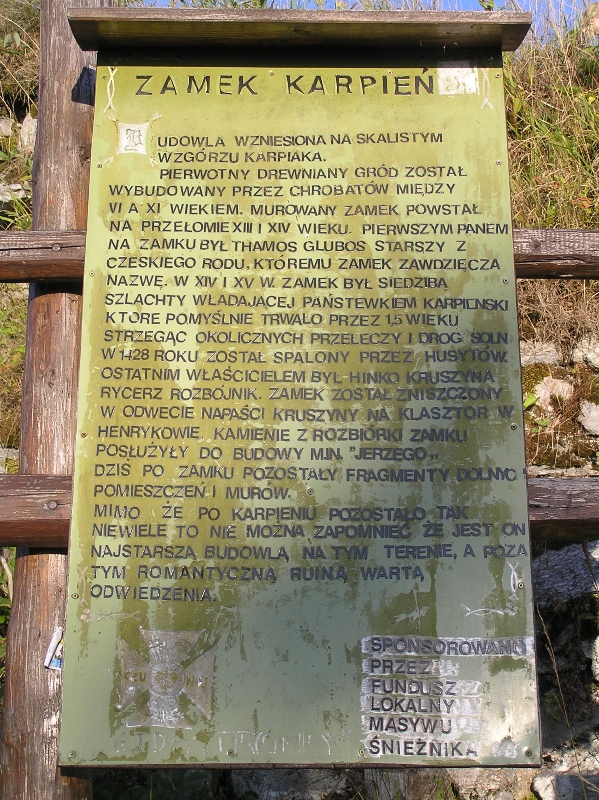 ZAMEK KARPIEŃ
BUDOWLA WZNIESIONA NA SKALISTYM
WZGÓRZU KARPIAKA.
PIERWOTNY DREWNIANY GRÓD ZOSTAŁ
WYBUDOWANY PRZEZ CHROBATÓW MIĘDZY
VI A XI WIEKIEM. MUROWANY ZAMEK POWSTAŁ
NA PRZEŁOMIE XIII I XIV WIEKU. PIERWSZYM PANEM
NA ZAMKU BYŁ THAMOS GLUBOS STARSZY Z
CZESKIEGO RODU, KTÓREMU ZAMEK ZAWDZIĘCZA
NAZWĘ. W XIV I XV W. ZAMEK BYŁ SIEDZIBĄ
SZLACHTY WŁADAJĄCEJ PAŃSTEWKIEM KARPIEŃSKI
KTÓRE POMYŚLNIE TRWAŁO PRZEZ 1,5 WIEKU
STRZEGĄC OKOLICZNYCH PRZEŁĘCZY I DRÓG SOLN
W 1428 ROKU ZOSTAŁ SPALONY PRZEZ HUSYTÓW.
OSTATNIM WŁAŚCICIELEM BYŁ HINKO KRUSZYNA
RYCERZ ROZBÓJNIK. ZAMEK ZOSTAŁ ZNISZCZONY
W ODWECIE NAPAŚCI KRUSZYNY NA KLASZTOR W
HENRYKOWIE. KAMIENIE Z ROZBIÓRKI ZAMKU
POSŁUŻYŁY DO BUDOWY M.IN. "JERZEGO„
DZIŚ PO ZAMKU POZOSTAŁY FRAGMENTY DOLNYC
POMIESZCZEŃ I MURÓW.
MIMO ŻE PO KARPIENIU POZOSTAŁO TAK
NIEWIELE TO NIE MOŻNA ZAPOMNIEĆ ŻE JEST ON
NAJSTARSZĄ BUDOWLĄ NA TYM TERENIE, A POZA
TYM ROMANTYCZNĄ RUINĄ WARTĄ
ODWIEDZENIA.
SPONSOROWANO
PRZEZ
FUNDUSZ
LOKALNY
MASYWU
ŚNIEŻNIKA